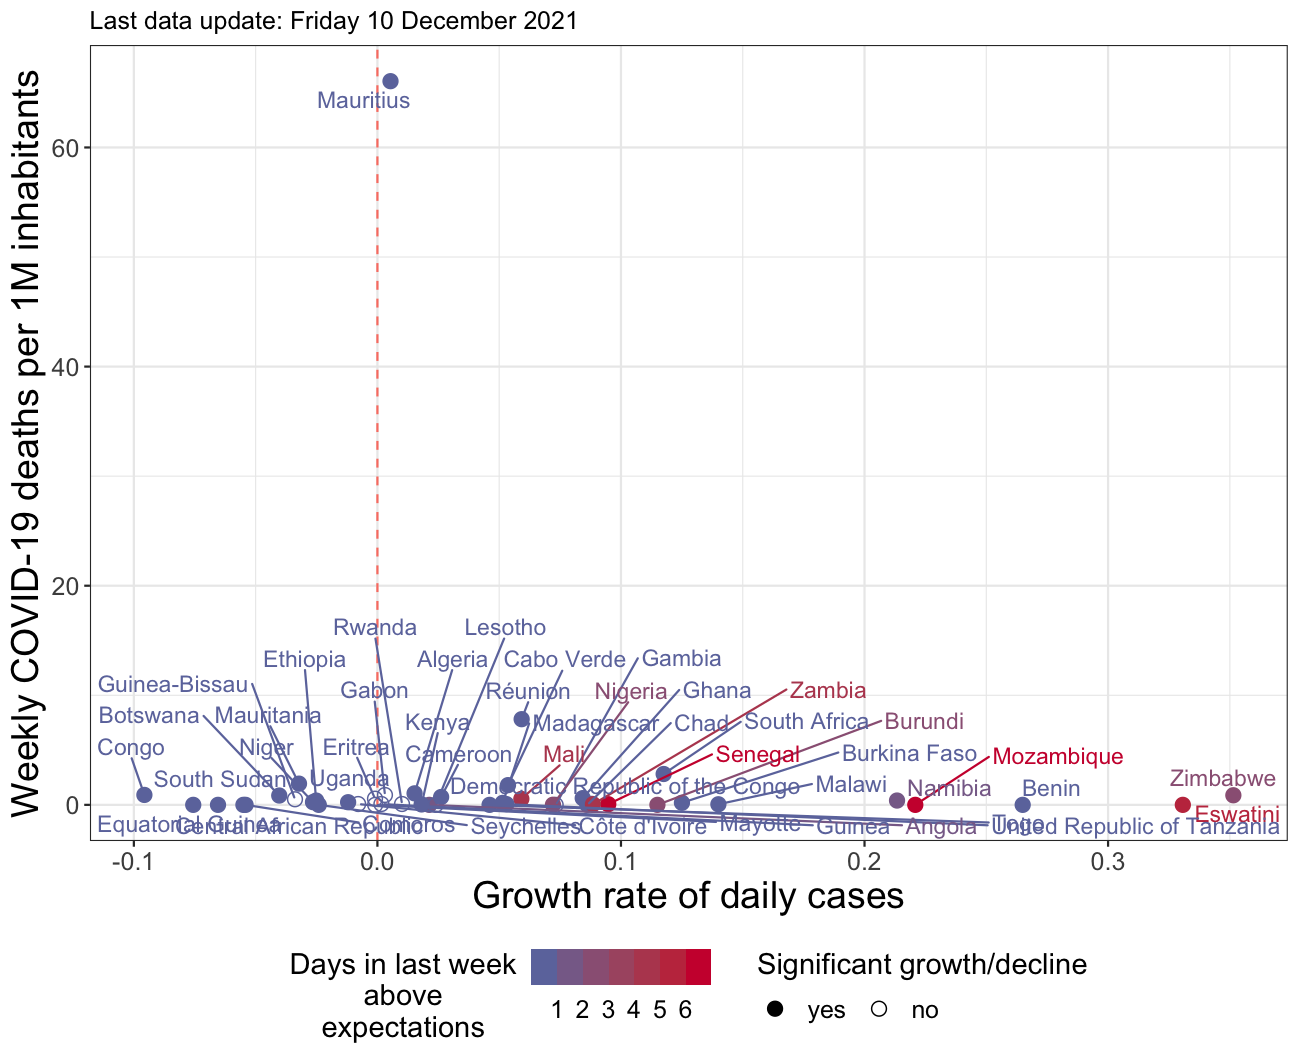 Last data update: Friday 10 December 2021
Weekly COVID-19 deaths per 1M inhabitants
60
40
20
0
Mauritius
Rwanda
Lesotho
Ethiopia
Algeria
Cabo Verde
Gambia
Guinea-Bissau
Gabon
Réunion
Nigeria
Ghana
Zambia
Botswana
Mauritania
Kenya
Madagascar
Chad
South Africa
Burundi
Congo
Niger
Eritrea
Cameroon
Mali
Senegal
Burkina Faso
Mozambique
South Sudan
Uganda
Democratic Republic of the Congo
Malawi
Namibia
Benin
Zimbabwe
Eswatini
Equatorial Guinea
Central African Republic
Comoros
Seychelles
Côte d'Ivoire
Mayotte
Guinea
Angola
Togo
United Republic of Tanzania
-0.1
0.0
0.1
0.2
0.3
Growth rate of daily cases
Days in last week
above
expectations
1 2 3 4 5 6
Significant growth/decline
yes
no